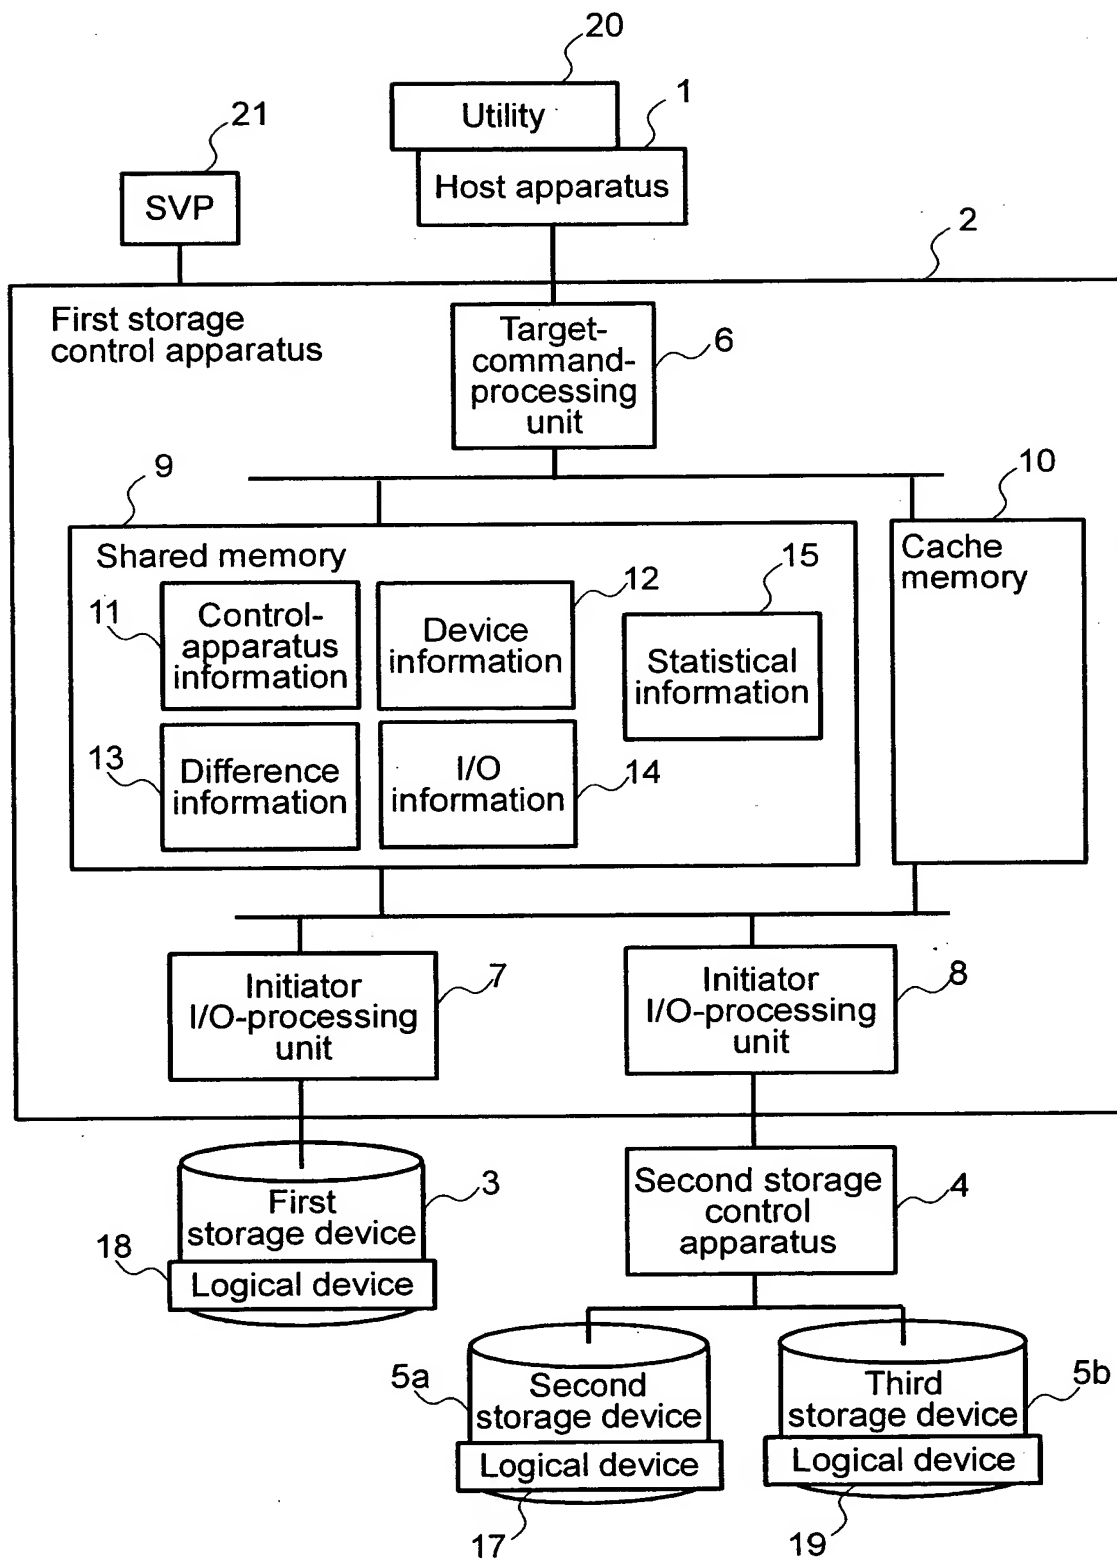 20
Utility
1
21
Host apparatus
SVP
2
First storage
control apparatus
Target-
command-
processing
unit
6
9
10
Shared memory
Cache
memory
15
12
11
Control-
apparatus
information
Device
information
Statistical
information
13
Difference
information
I/O
information
14
Initiator
I/O-processing
unit
7
Initiator
I/O-processing
unit
8
First
storage device
3
18
Logical device
Second storage
control
apparatus
4
5a
Second
storage device
Third
storage device
5b
Logical device
Logical device
17
19